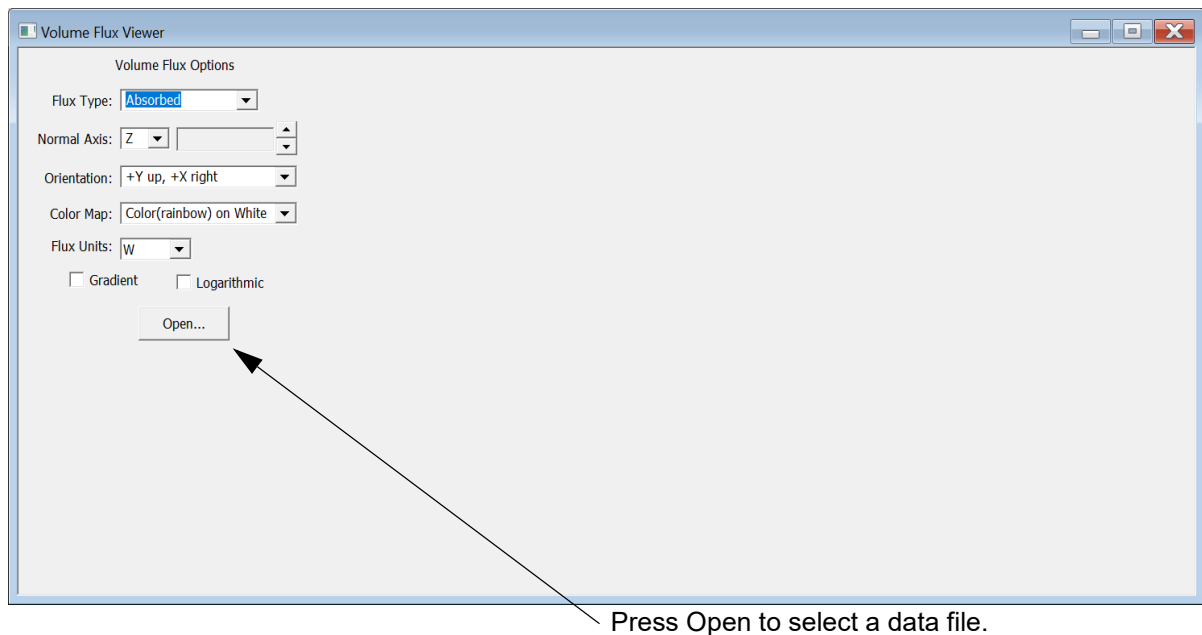 Volume Flux Viewer
Volume Flux Options
Flux Type: Absorbed
Normal Axis: Z
Orientation: +Y up, +X right
Color Map: Color(rainbow) on White
Flux Units: W
Gradient Logarithmic
Open...
Press Open to select a data file.